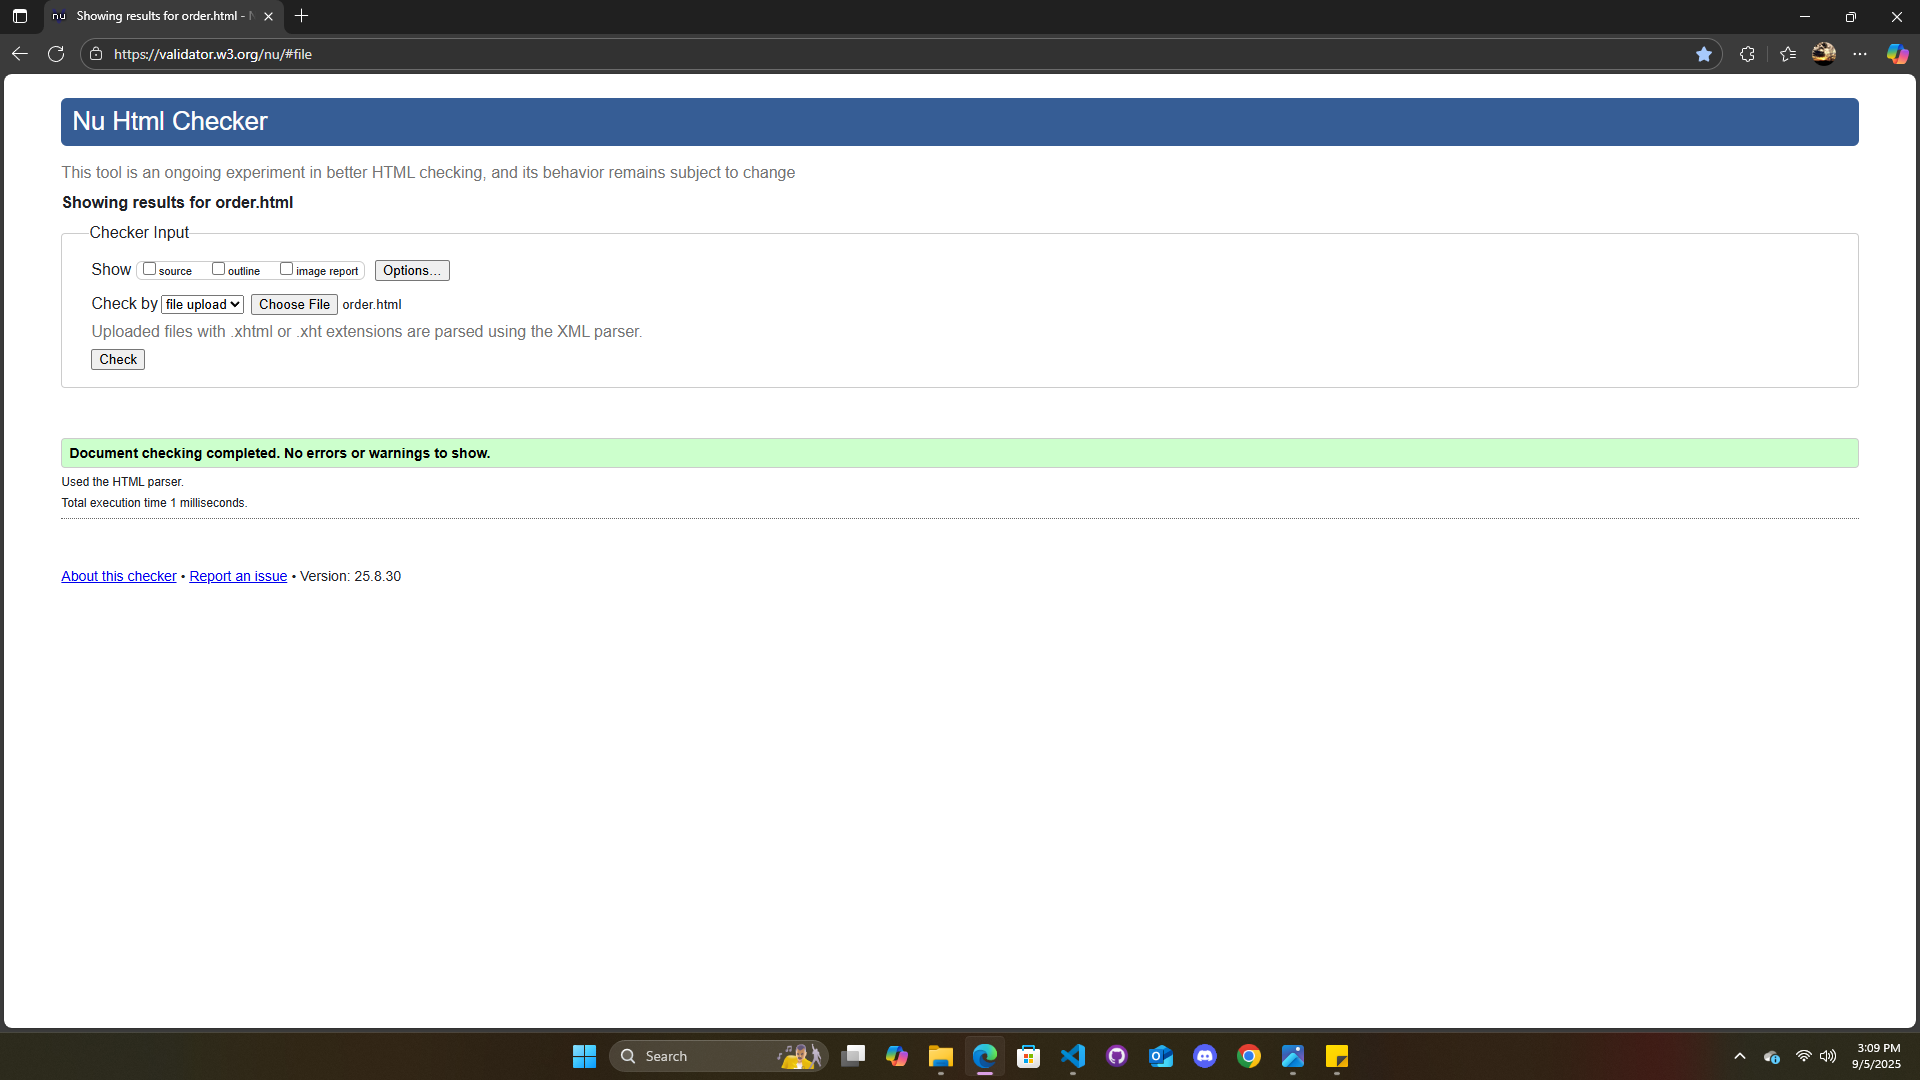 nu Showing results for order.html -
https://validator.w3.org/nu/#file
Nu Html Checker
This tool is an ongoing experiment in better HTML checking, and its behavior remains subject to change
Showing results for order.html
Checker Input
Show source outline image report Options...
Check by file upload Choose File order.html
Uploaded files with .xhtml or .xht extensions are parsed using the XML parser.
Check
Document checking completed. No errors or warnings to show.
Used the HTML parser.
Total execution time 1 milliseconds.
About this checker • Report an issue • Version: 25.8.30
Search
3:09 PM
9/5/2025